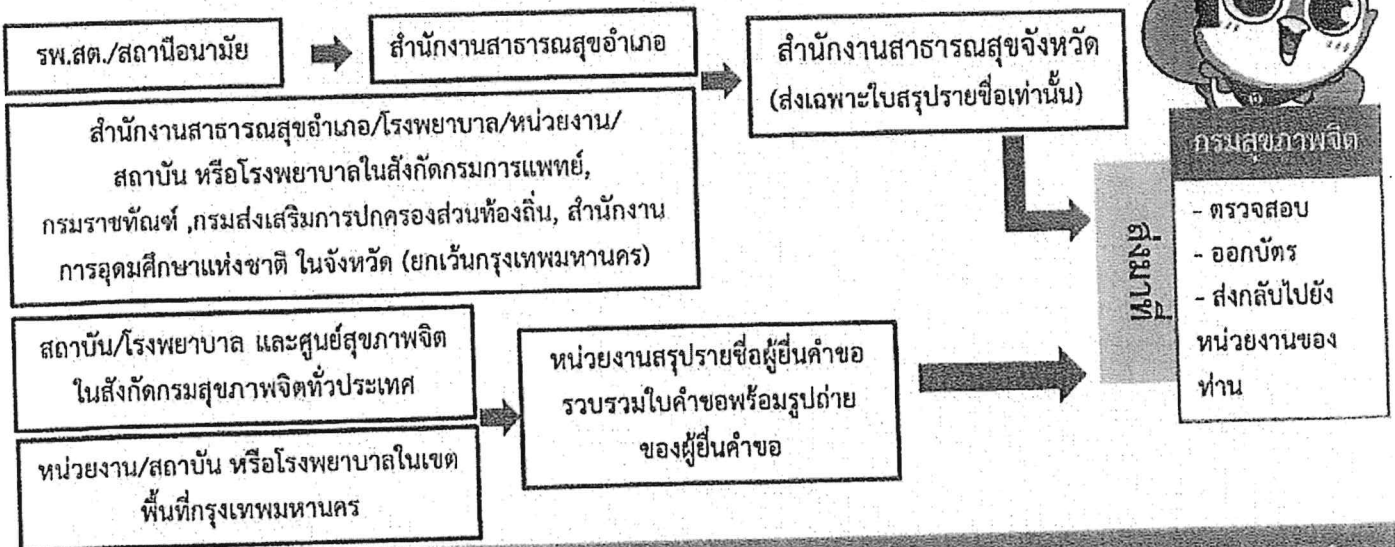 รพ.สต./สถานีอนามัย
สำนักงานสาธารณสุขอำเภอ
สำนักงานสาธารณสุขจังหวัด
(ส่งเฉพาะใบสรุปรายชื่อเท่านั้น)
สำนักงานสาธารณสุขอำเภอ/โรงพยาบาล/หน่วยงาน/
สถาบัน หรือโรงพยาบาลในสังกัดกรมการแพทย์,
กรมราชทัณฑ์ ,กรมส่งเสริมการปกครองส่วนท้องถิ่น, สำนักงาน
การอุดมศึกษาแห่งชาติ ในจังหวัด (ยกเว้นกรุงเทพมหานคร)
สถาบัน/โรงพยาบาล และศูนย์สุขภาพจิต
ในสังกัดกรมสุขภาพจิตทั่วประเทศ
หน่วยงาน/สถาบัน หรือโรงพยาบาลในเขต
พื้นที่กรุงเทพมหานคร
หน่วยงานสรุปรายชื่อผู้ยื่นคำขอ
รวบรวมใบคำขอพร้อมรูปถ่าย
ของผู้ยื่นคำขอ
ส่งมาที่
กรมสุขภาพจิต
- ตรวจสอบ
- ออกบัตร
- ส่งกลับไปยัง
หน่วยงานของ
ท่าน